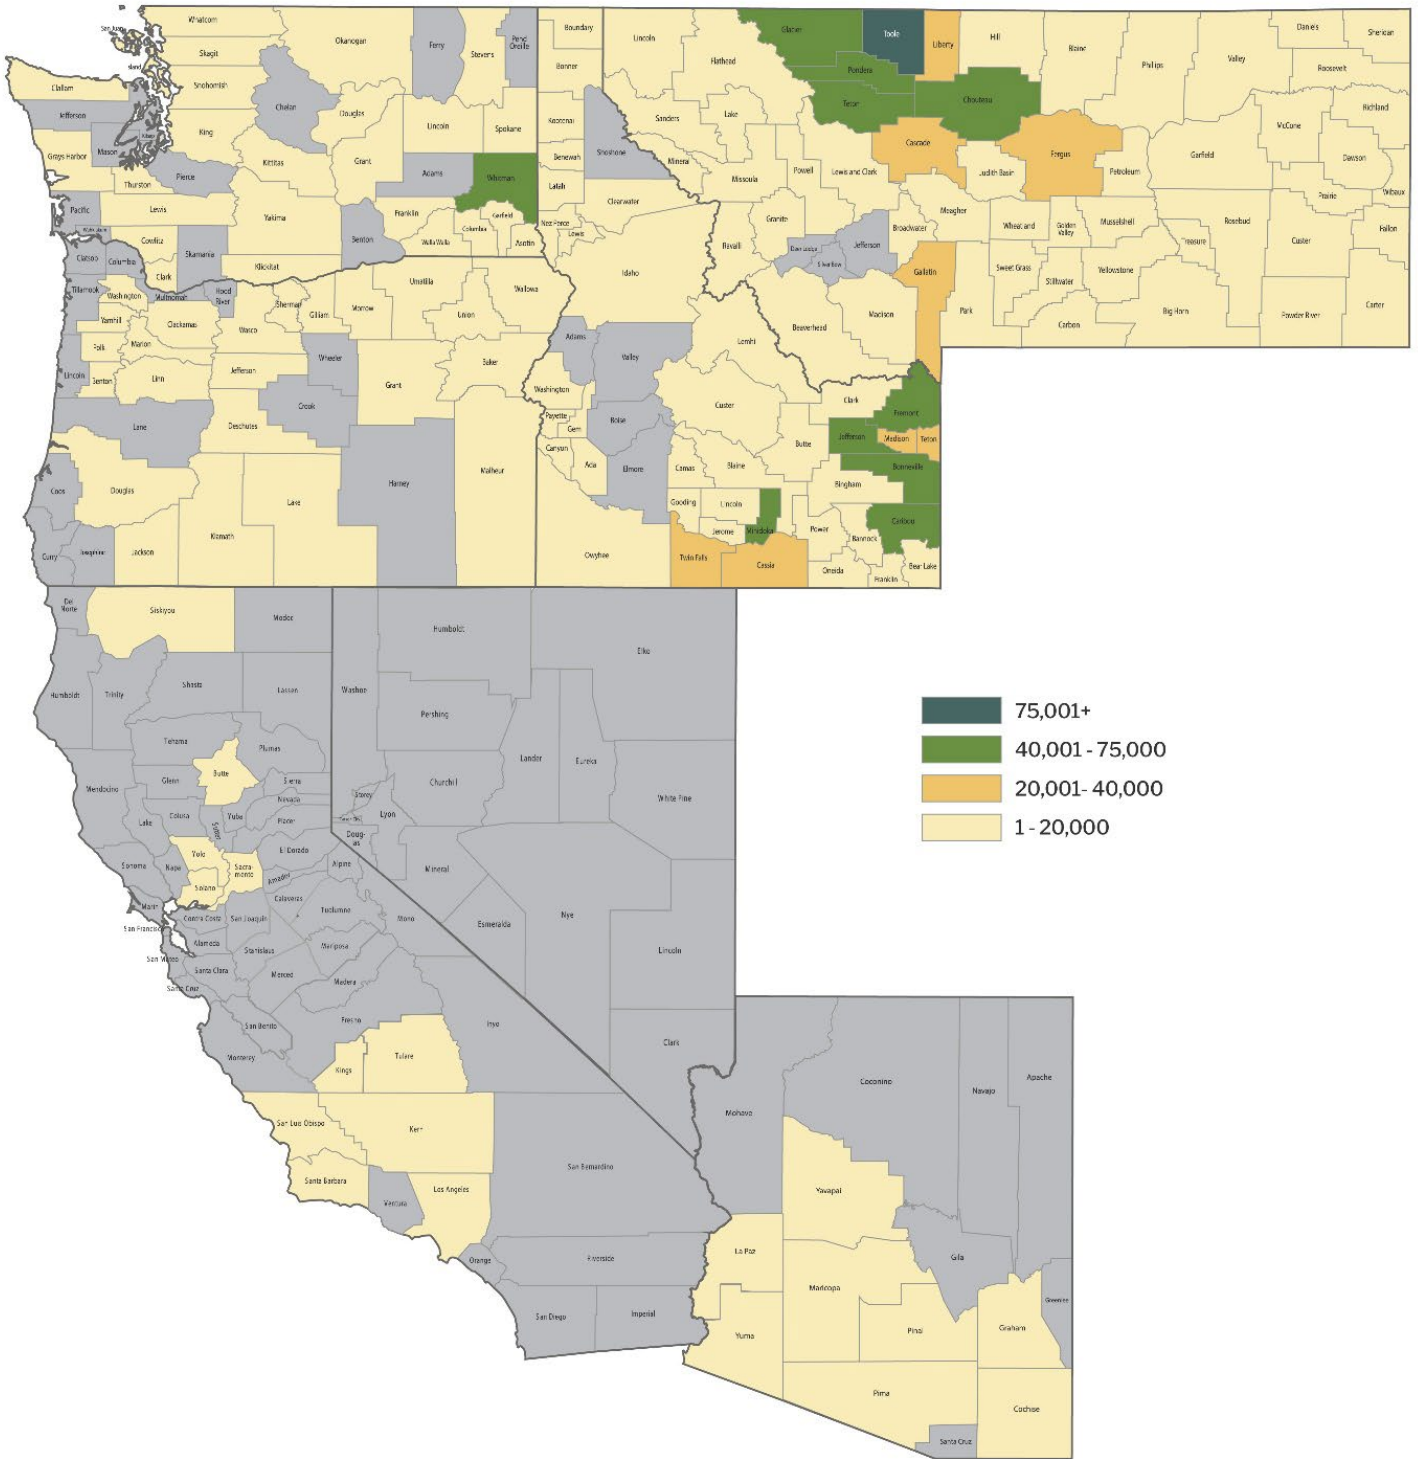 Whatcom
San Juan
Skagit
Island
Snohomish
Okanogan
Ferry
Stevens
Pend
Oreille
Clallam
Jefferson
Chelan
Douglas
Lincoln
Spokane
King
Kitsap
Mason
Grays Harbor
Kittitas
Grant
Pierce
Thurston
Adams
Whitman
Pacific
Lewis
Yakima
Franklin
Garfield
Columbia
Walla Walla
Asotin
Benton
Cowlitz
Skamania
Clark
Klickitat
Boundary
Bonner
Kootenai
Benewah
Shoshone
Latah
Clearwater
Nez Perce
Lewis
Idaho
Adams
Valley
Lemhi
Washington
Payette
Gem
Boise
Custer
Canyon
Ada
Elmore
Camas
Blaine
Butte
Clark
Fremont
Jefferson
Madison
Teton
Bonneville
Bingham
Gooding
Lincoln
Jerome
Minidoka
Power
Bannock
Caribou
Owyhee
Twin Falls
Cassia
Oneida
Franklin
Bear Lake
Lincoln
Flathead
Glacier
Toole
Liberty
Hill
Blaine
Phillips
Valley
Daniels
Sheridan
Roosevelt
Pondera
Teton
Chouteau
Richland
McCone
Sanders
Lake
Mineral
Missoula
Powell
Lewis and Clark
Cascade
Judith Basin
Fergus
Petroleum
Garfield
Dawson
Prairie
Wibaux
Ravalli
Granite
Deer Lodge
Silverbow
Jefferson
Broadwater
Meagher
Wheatland
Golden
Valley
Musselshell
Treasure
Rosebud
Custer
Fallon
Gallatin
Sweet Grass
Stillwater
Yellowstone
Beaverhead
Madison
Park
Carbon
Big Horn
Powder River
Carter
Clatsop
Columbia
Tillamook
Washington
Multnomah
Hood
River
Yamhill
Clackamas
Wasco
Sherman
Gilliam
Morrow
Umatilla
Union
Wallowa
Polk
Marion
Lincoln
Benton
Linn
Jefferson
Wheeler
Grant
Baker
Lane
Deschutes
Crook
Coos
Douglas
Lake
Harney
Malheur
Curry
Josephine
Jackson
Klamath
Del
Norte
Siskiyou
Modoc
Humboldt
Trinity
Shasta
Lassen
Tehama
Plumas
Mendocino
Glenn
Butte
Sierra
Nevada
Lake
Colusa
Sutter
Yuba
Placer
Sonoma
Napa
Yolo
Sacra-
mento
El Dorado
Alpine
Amador
Solano
Marin
Calaveras
Contra Costa
San Joaquin
Tuolumne
Mono
San Francisco
Alameda
Stanislaus
Mariposa
San Mateo
Santa Clara
Merced
Madera
Santa Cruz
San Benito
Fresno
Inyo
Monterey
Kings
Tulare
San Luis Obispo
Kern
San Bernardino
Santa Barbara
Ventura
Los Angeles
Orange
Riverside
San Diego
Imperial
Washoe
Humboldt
Elko
Pershing
Lander
Eureka
Churchill
White Pine
Storey
Lyon
Doug-
las
Mineral
Esmeralda
Nye
Lincoln
Clark
Mohave
Coconino
Navajo
Apache
Yavapai
La Paz
Gila
Maricopa
Greenlee
Yuma
Pinal
Graham
Pima
Cochise
Santa Cruz
75,001+
40,001 - 75,000
20,001- 40,000
1 - 20,000